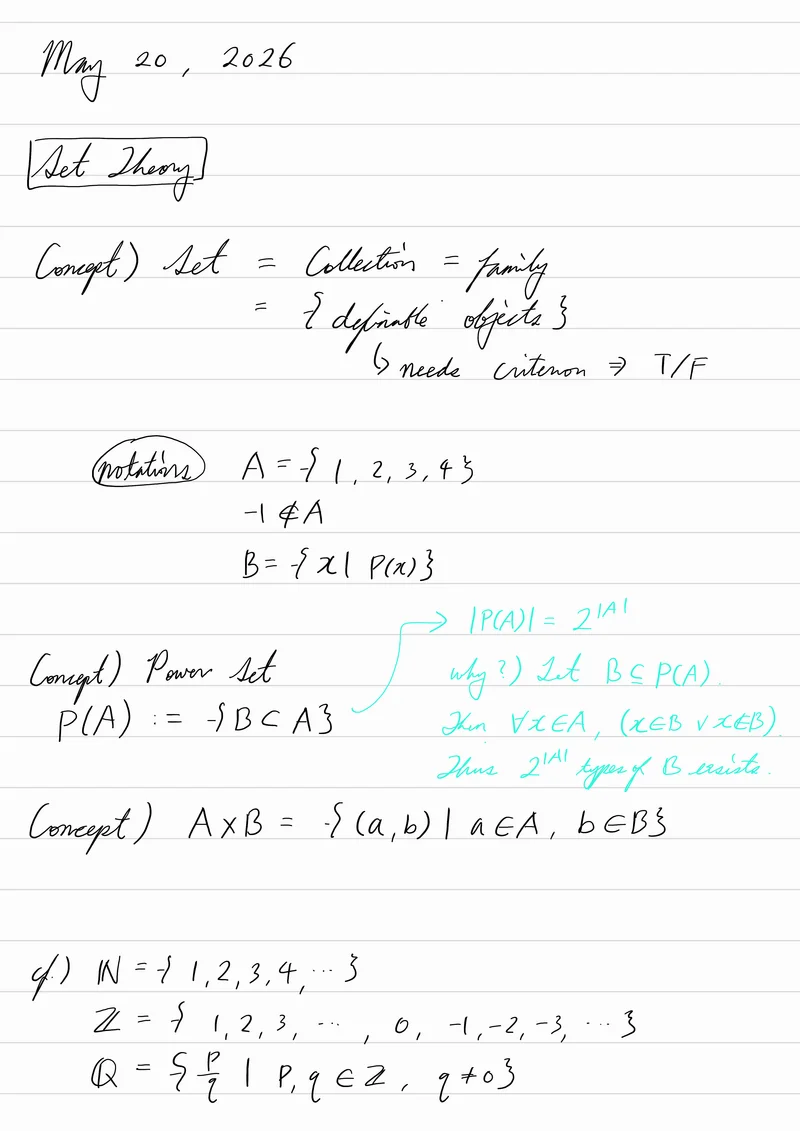 May 20, 2026
Set Theory
Concept) Set = Collection = family
= { definable objects }
↳ needs criterion ⇒ T/F
notations A = { 1, 2, 3, 4 }
-1 ∉ A
B = { x | P(x) }
→ |P(A)| = 2^|A|
Concept) Power Set
P(A) := { B ⊂ A }
why?) Let B ⊆ P(A).
Then ∀x∈A, (x∈B ∨ x∉B).
Thus 2^|A| types of B exists.
Concept) A×B = { (a,b) | a∈A, b∈B }
cf.) ℕ = { 1, 2, 3, 4, ... }
ℤ = { 1, 2, 3, ..., 0, -1, -2, -3, ... }
ℚ = { p/q | p, q ∈ ℤ, q ≠ 0 }